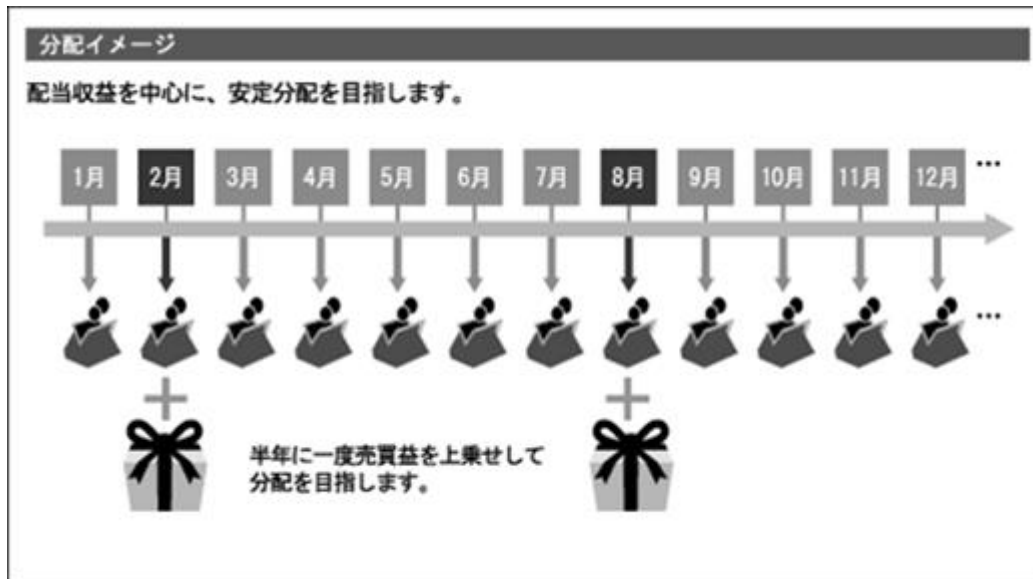 分配イメージ
配当収益を中心に、安定分配を目指します。
1月 2月 3月 4月 5月 6月 7月 8月 9月 10月 11月 12月 …
…
半年に一度売買益を上乗せして
分配を目指します。